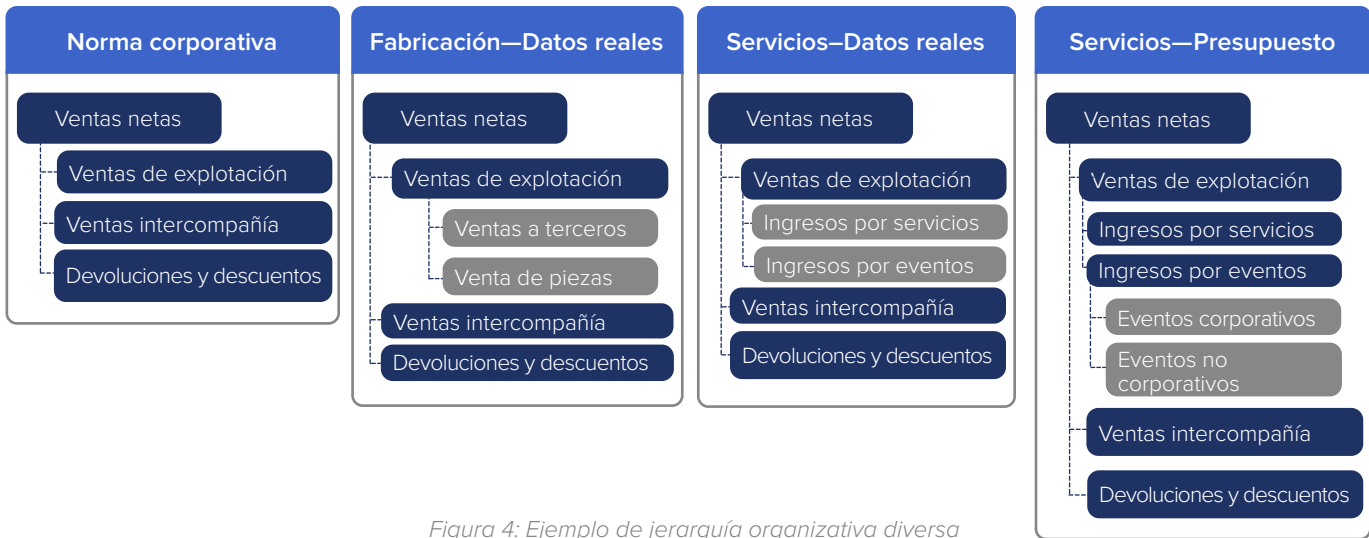 Norma corporativa
Ventas netas
Ventas de explotación
Ventas intercompañía
Devoluciones y descuentos
Fabricación—Datos reales
Ventas netas
Ventas de explotación
Ventas a terceros
Venta de piezas
Ventas intercompañía
Devoluciones y descuentos
Servicios–Datos reales
Ventas netas
Ventas de explotación
Ingresos por servicios
Ingresos por eventos
Ventas intercompañía
Devoluciones y descuentos
Servicios—Presupuesto
Ventas netas
Ventas de explotación
Ingresos por servicios
Ingresos por eventos
Eventos corporativos
Eventos no
corporativos
Ventas intercompañía
Devoluciones y descuentos
Figura 4: Ejemplo de jerarquía organizativa diversa